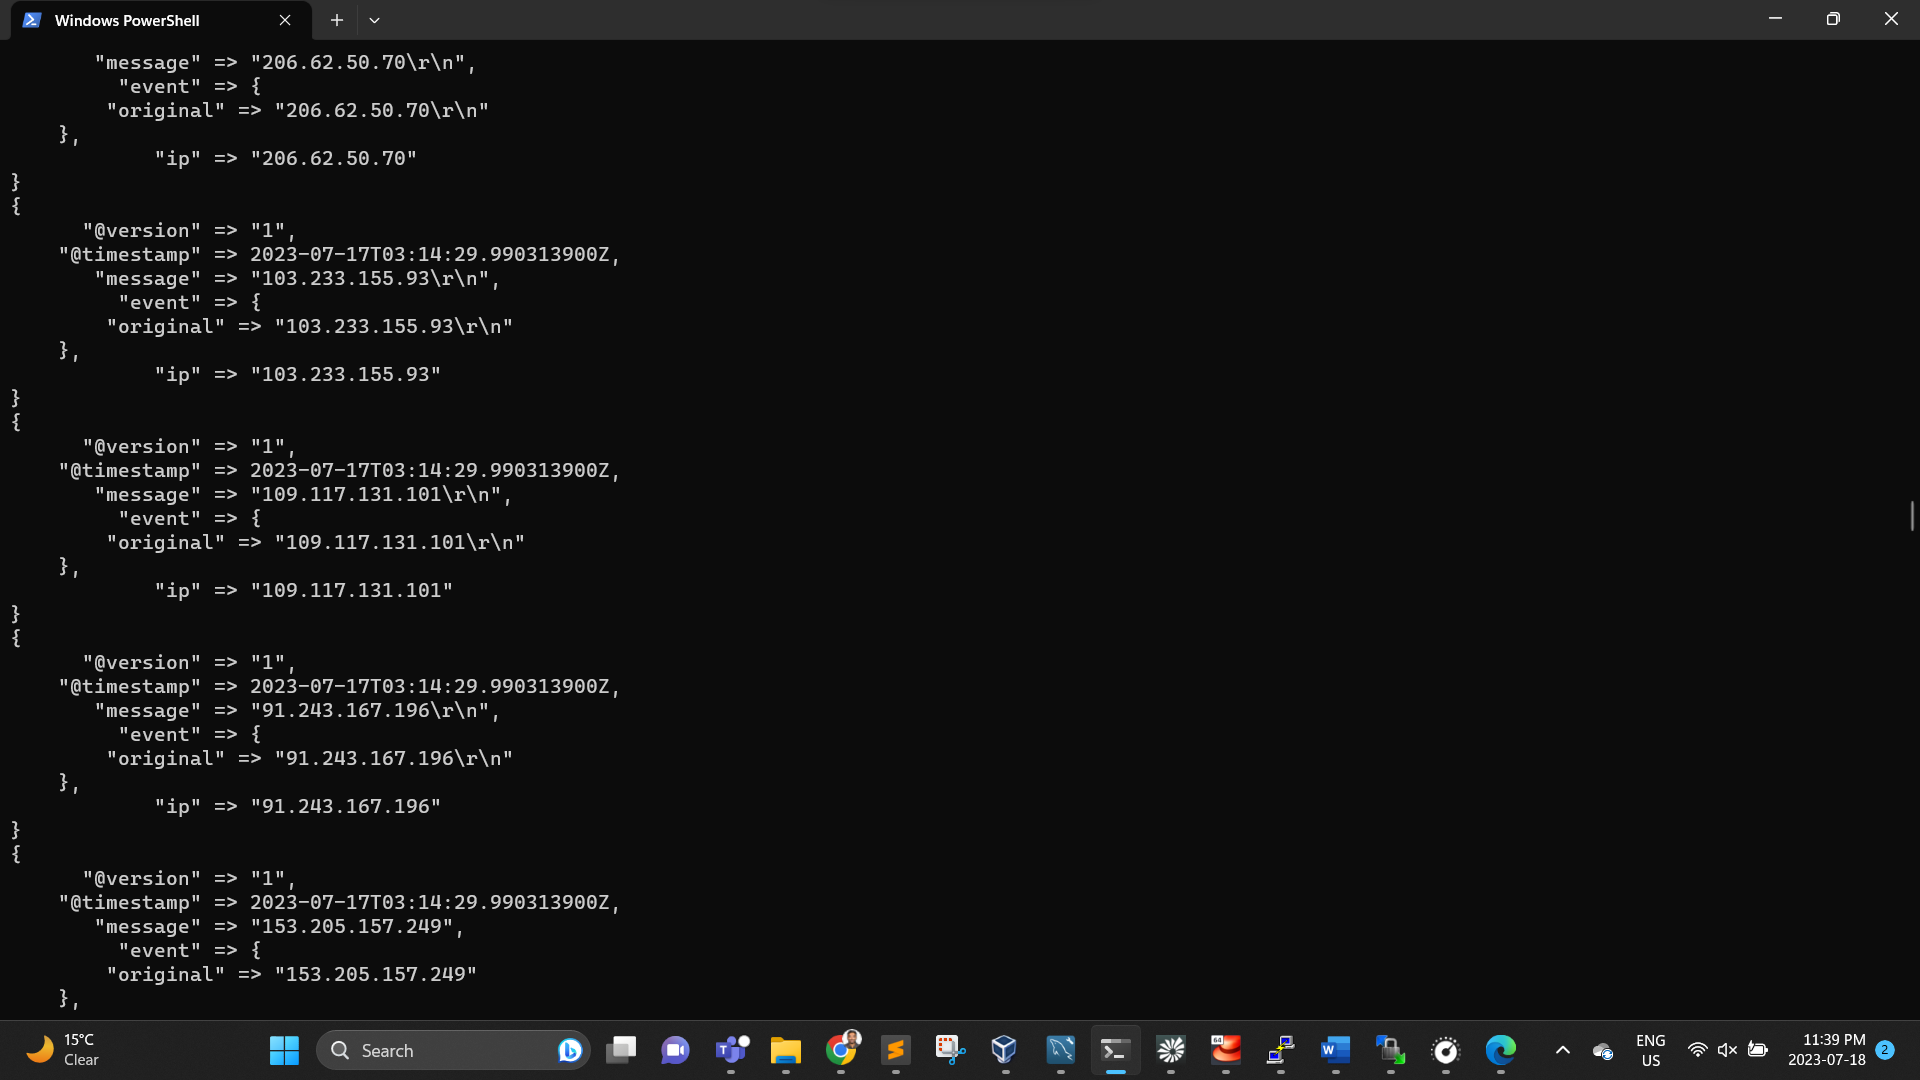 Windows PowerShell
"message" => "206.62.50.70\r\n",
"event" => {
"original" => "206.62.50.70\r\n"
},
"ip" => "206.62.50.70"
}
{
"@version" => "1",
"@timestamp" => 2023-07-17T03:14:29.990313900Z,
"message" => "103.233.155.93\r\n",
"event" => {
"original" => "103.233.155.93\r\n"
},
"ip" => "103.233.155.93"
}
{
"@version" => "1",
"@timestamp" => 2023-07-17T03:14:29.990313900Z,
"message" => "109.117.131.101\r\n",
"event" => {
"original" => "109.117.131.101\r\n"
},
"ip" => "109.117.131.101"
}
{
"@version" => "1",
"@timestamp" => 2023-07-17T03:14:29.990313900Z,
"message" => "91.243.167.196\r\n",
"event" => {
"original" => "91.243.167.196\r\n"
},
"ip" => "91.243.167.196"
}
{
"@version" => "1",
"@timestamp" => 2023-07-17T03:14:29.990313900Z,
"message" => "153.205.157.249",
"event" => {
"original" => "153.205.157.249"
},
15°C
Clear
Search
64
ENG
US
11:39 PM
2023-07-18
2